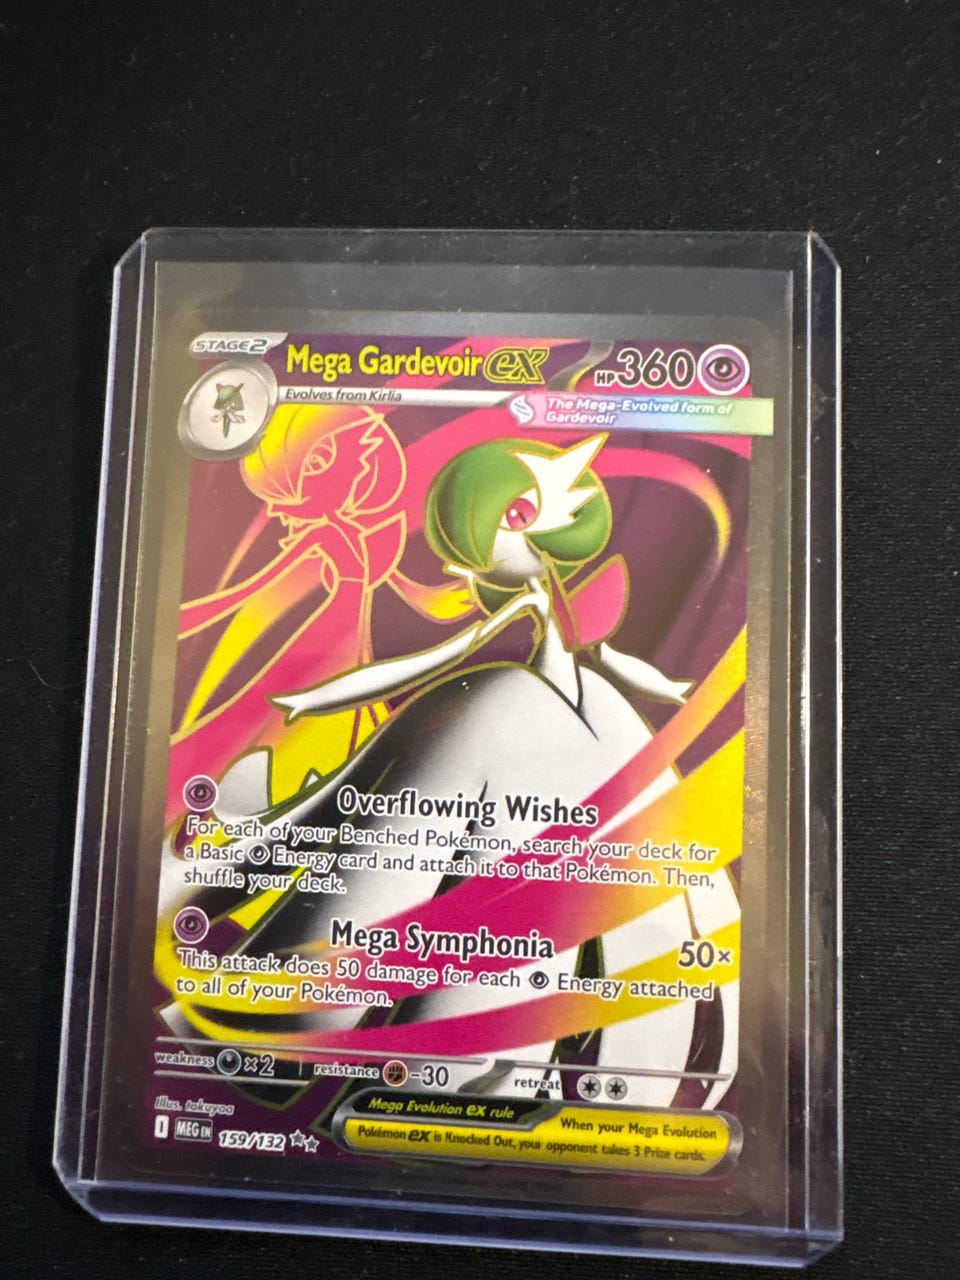 STAGE2
Mega Gardevoir ex
HP 360
Evolves from Kirlia
The Mega-Evolved form of
Gardevoir
Overflowing Wishes
For each of your Benched Pokémon, search your deck for
a Basic Energy card and attach it to that Pokémon. Then,
shuffle your deck.
Mega Symphonia 50×
This attack does 50 damage for each Energy attached
to all of your Pokémon.
weakness ×2 resistance -30 retreat
Illus. takuyoa
I MEG EN 159/132
Mega Evolution ex rule
When your Mega Evolution
Pokémon ex is Knocked Out, your opponent takes 3 Prize cards.